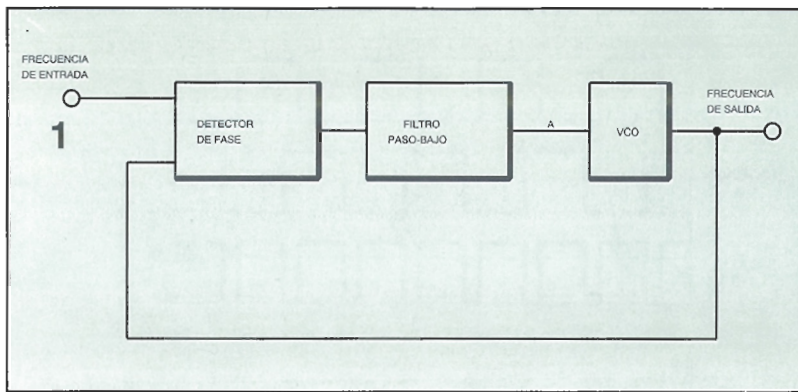 FRECUENCIA
DE ENTRADA
1
DETECTOR
DE FASE
FILTRO
PASO-BAJO
A
VCO
FRECUENCIA
DE SALIDA